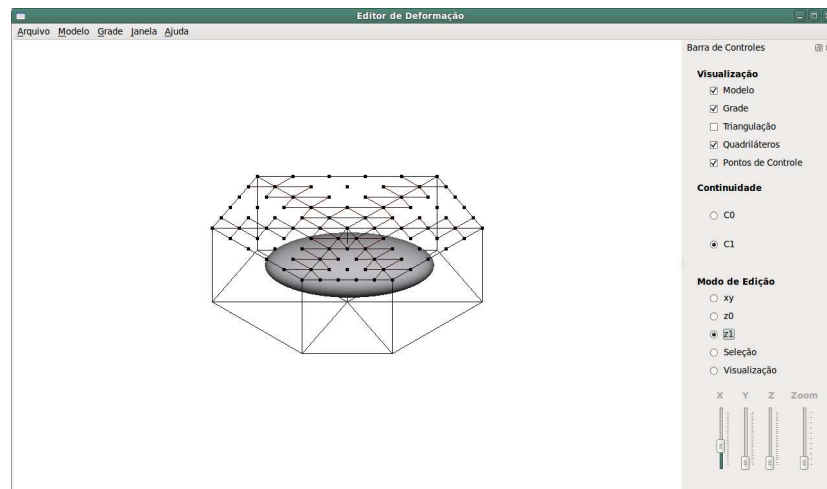 Editor de Deformação
Arquivo Modelo Grade Janela Ajuda
Barra de Controles
Visualização
Modelo
Grade
Triangulação
Quadriláteros
Pontos de Controle
Continuidade
C0
C1
Modo de Edição
xy
z0
z1
Seleção
Visualização
X Y Z Zoom